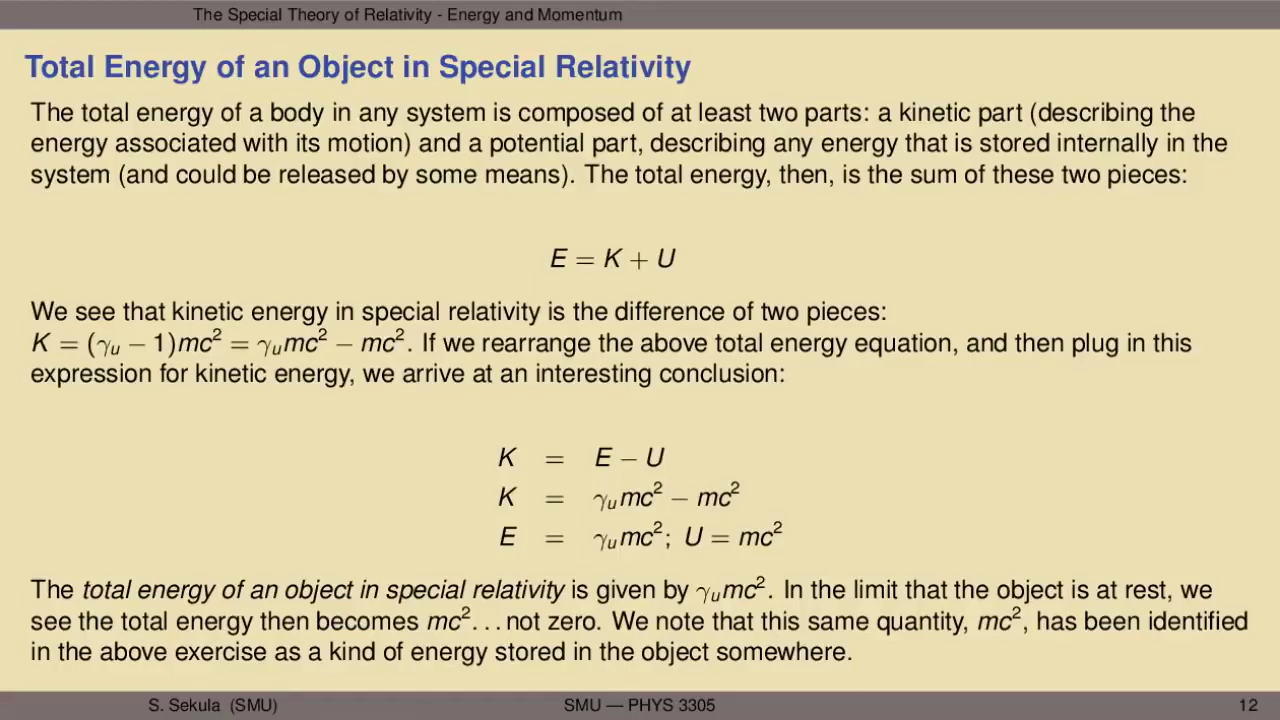 The Special Theory of Relativity - Energy and Momentum
Total Energy of an Object in Special Relativity
The total energy of a body in any system is composed of at least two parts: a kinetic part (describing the
energy associated with its motion) and a potential part, describing any energy that is stored internally in the
system (and could be released by some means). The total energy, then, is the sum of these two pieces:
E = K + U
We see that kinetic energy in special relativity is the difference of two pieces:
K = (γᵤ − 1)mc² = γᵤmc² − mc². If we rearrange the above total energy equation, and then plug in this
expression for kinetic energy, we arrive at an interesting conclusion:
K = E − U
K = γᵤmc² − mc²
E = γᵤmc²; U = mc²
The total energy of an object in special relativity is given by γᵤmc². In the limit that the object is at rest, we
see the total energy then becomes mc²...not zero. We note that this same quantity, mc², has been identified
in the above exercise as a kind of energy stored in the object somewhere.
S. Sekula (SMU) SMU — PHYS 3305 12